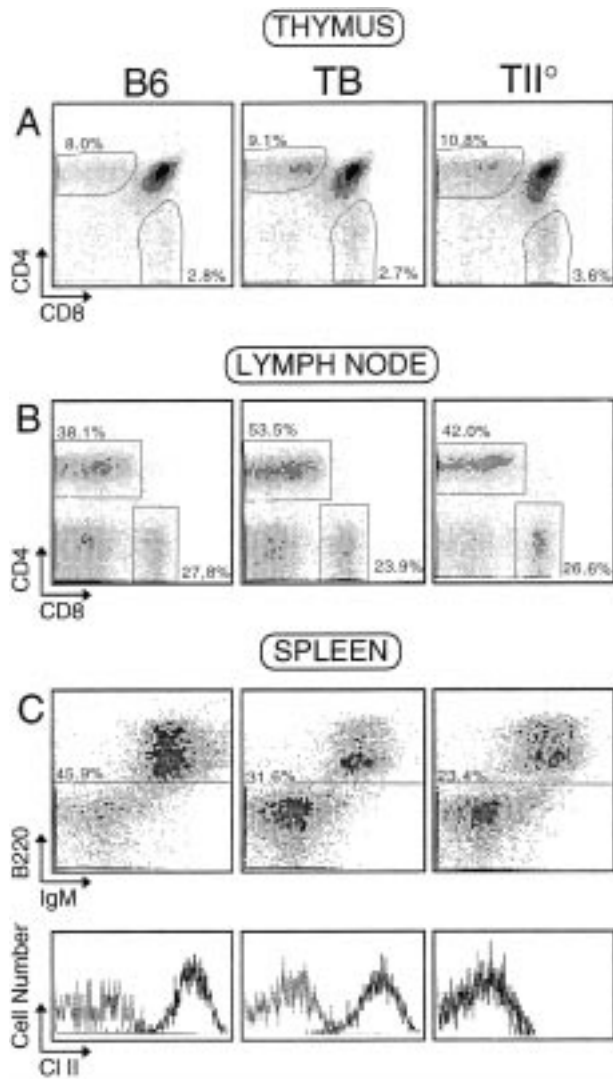 THYMUS
B6 TB TII°
A
8.0% 9.1% 10.8%
2.8% 2.7% 3.6%
CD4
CD8
LYMPH NODE
B
38.1% 53.5% 42.0%
27.8% 23.9% 26.6%
CD4
CD8
SPLEEN
C
45.9% 31.6% 23.4%
B220
IgM
Cell Number
Cl II